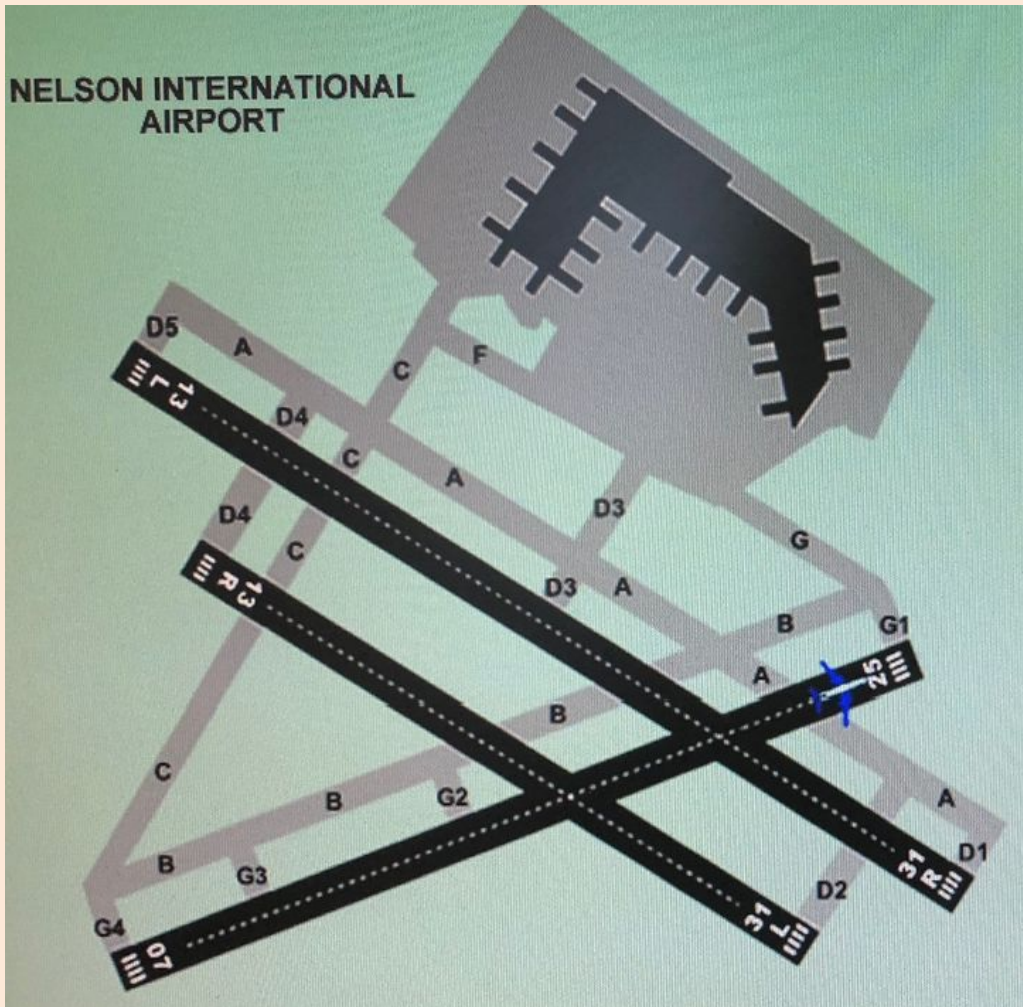 NELSON INTERNATIONAL
AIRPORT
D5
A
F
C
13
L
D4
C
A
D3
D4
C
G
13
R
D3
A
B
G1
A
25
B
C
B
G2
A
B
G3
D1
31
R
D2
31
L
G4
07